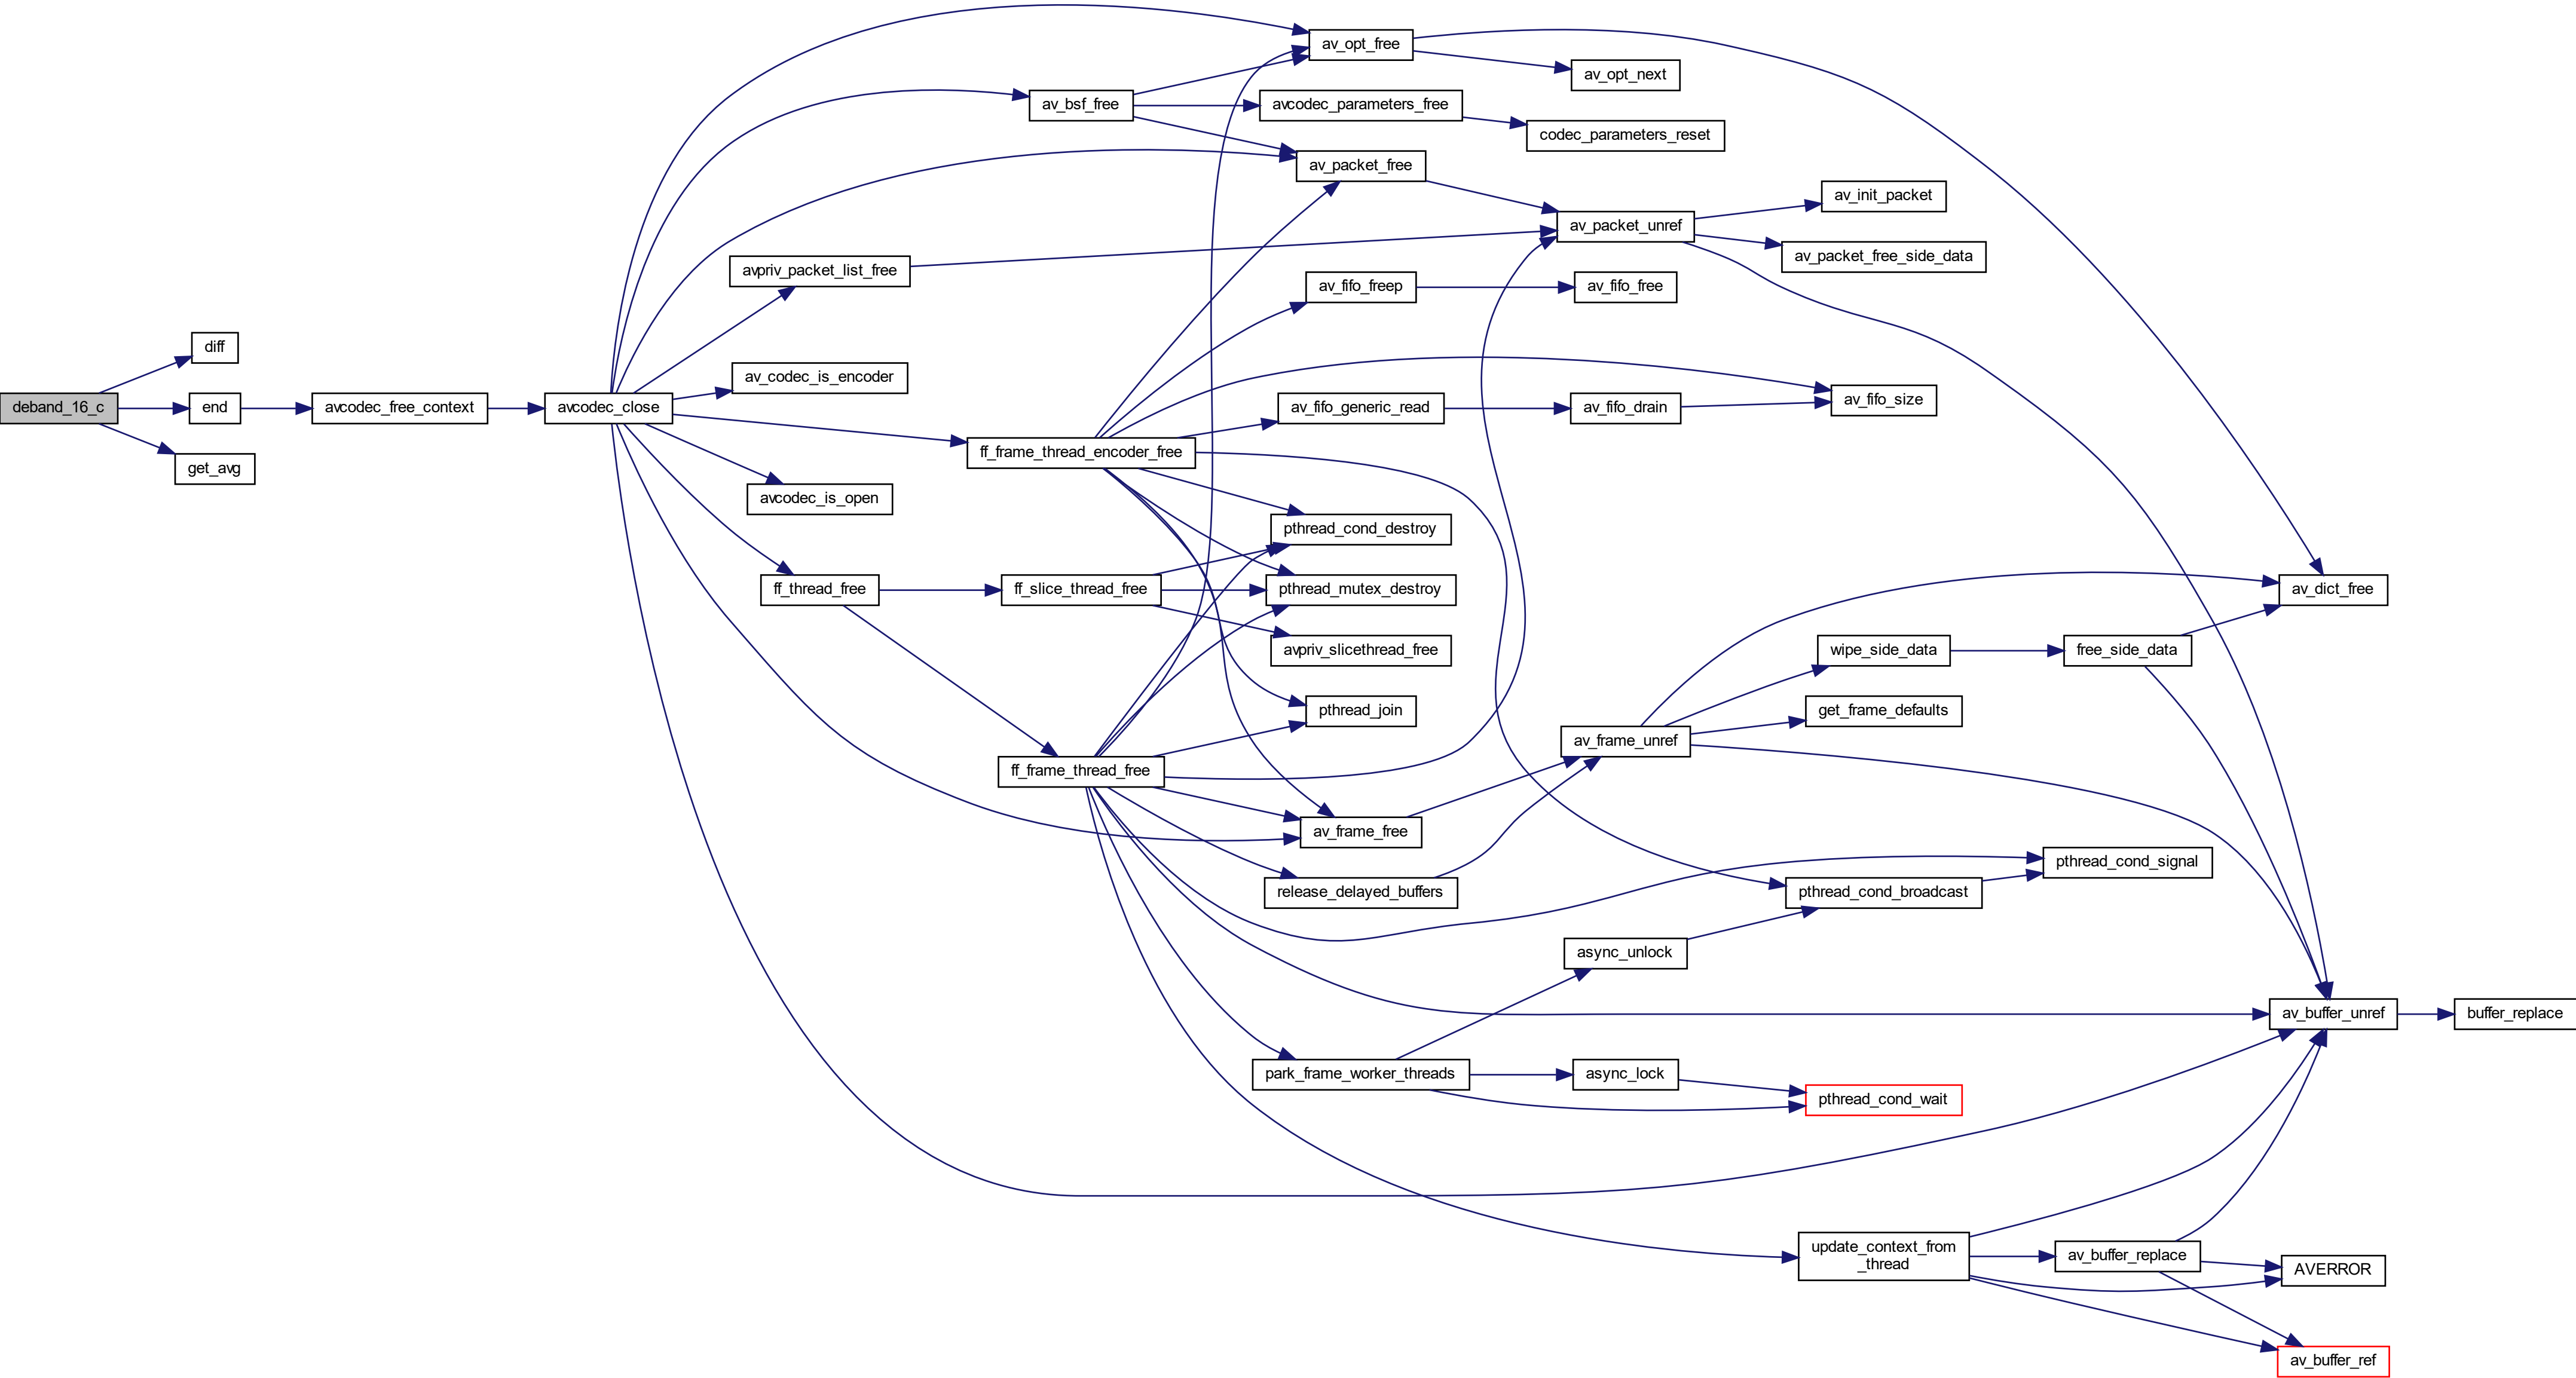 av_opt_free
av_opt_next
av_bsf_free
avcodec_parameters_free
codec_parameters_reset
av_packet_free
av_init_packet
av_packet_unref
av_packet_free_side_data
avpriv_packet_list_free
av_fifo_freep
av_fifo_free
diff
av_codec_is_encoder
deband_16_c
end
avcodec_free_context
avcodec_close
av_fifo_generic_read
av_fifo_drain
av_fifo_size
ff_frame_thread_encoder_free
get_avg
avcodec_is_open
pthread_cond_destroy
ff_thread_free
ff_slice_thread_free
pthread_mutex_destroy
av_dict_free
avpriv_slicethread_free
wipe_side_data
free_side_data
pthread_join
get_frame_defaults
av_frame_unref
ff_frame_thread_free
av_frame_free
pthread_cond_signal
release_delayed_buffers
pthread_cond_broadcast
async_unlock
av_buffer_unref
buffer_replace
park_frame_worker_threads
async_lock
pthread_cond_wait
update_context_from
_thread
av_buffer_replace
AVERROR
av_buffer_ref